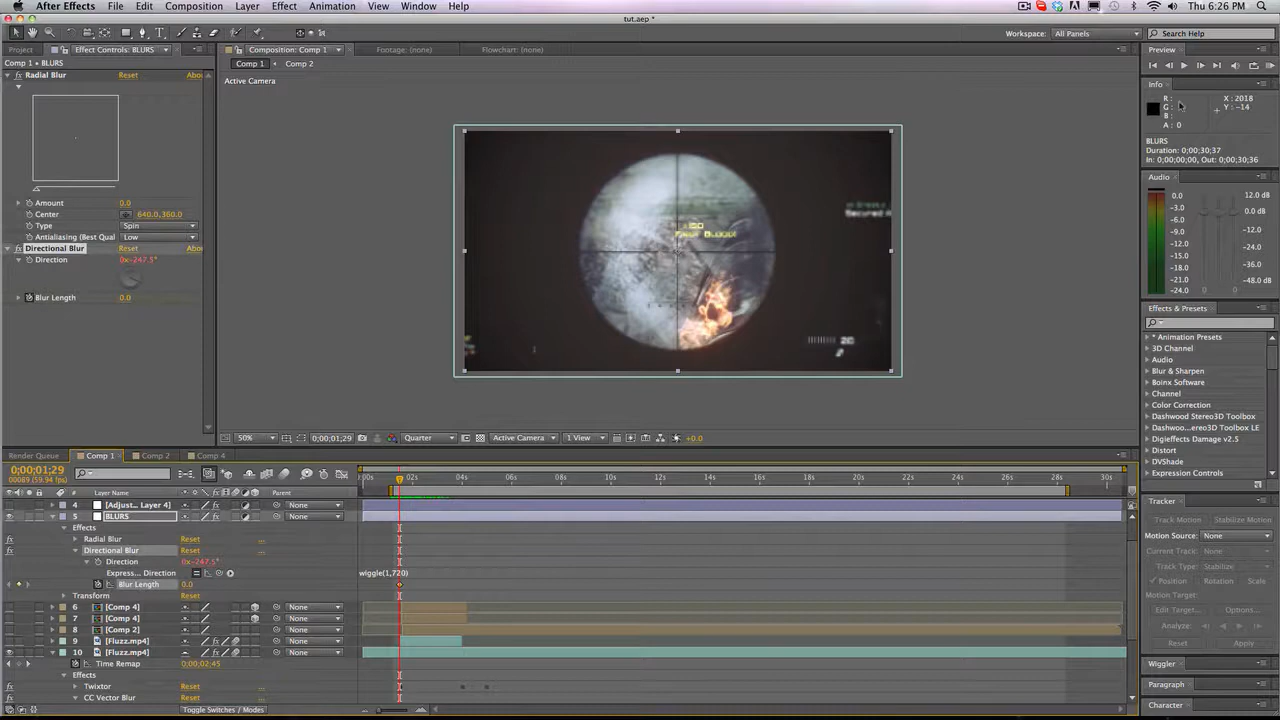 After Effects File Edit Composition Layer Effect Animation View Window Help Thu 6:26 PM
tut.aep *
Workspace: All Panels Search Help
Project Effect Controls: BLURS Composition: Comp 1 Footage: (none) Flowchart: (none) Preview
Comp 1 • BLURS Comp 1 Comp 2
Radial Blur Reset Abou
Active Camera
Info
R :
G :
B :
A : 0
X : 2018
Y : -14
BLURS
Duration: 0;00;30;37
In: 0;00;00;00, Out: 0;00;30;36
Audio
0.0 12.0 dB
-3.0
-6.0 0.0 dB
-9.0
-12.0 -12.0
-15.0 -24.0
-18.0
-21.0 -36.0
-24.0 -48.0 dB
Amount 0.0
Center 640.0,360.0
Type Spin
Antialiasing (Best Qual Low
Directional Blur Reset Abou
Direction 0x-247.5°
Blur Length 0.0
Effects & Presets
* Animation Presets
3D Channel
Audio
Blur & Sharpen
Boinx Software
Channel
Color Correction
Dashwood Stereo3D Toolbox
Dashwo...ereo3D Toolbox LE
Digieffects Damage v2.5
Distort
DVShade
Expression Controls
50% 0;00;01;29 Quarter Active Camera 1 View +0.0
Render Queue Comp 1 Comp 2 Comp 4
0;00;01;29
00089 (59.94 fps)
Layer Name Parent
:00s 02s 04s 06s 08s 10s 12s 14s 16s 18s 20s 22s 24s 26s 28s 30s
4 [Adjust... Layer 4] None
5 BLURS None
Effects
Radial Blur Reset ...
Directional Blur Reset ...
Direction 0x-247.5°
Express... Direction wiggle(1,720)
Blur Length 0.0
Transform Reset
6 [Comp 4] None
7 [Comp 4] None
8 [Comp 2] None
9 [Fluzz.mp4] None
10 [Fluzz.mp4] None
Time Remap 0;00;02;45
Effects
Twixtor Reset ...
CC Vector Blur Reset ...
Toggle Switches / Modes
Tracker
Track Motion Stabilize Motion
Motion Source: None
Current Track: None
Track Type: Stabilize
Position Rotation Scale
Motion Target:
Edit Target... Options...
Analyze:
Reset Apply
Wiggler
Paragraph
Character